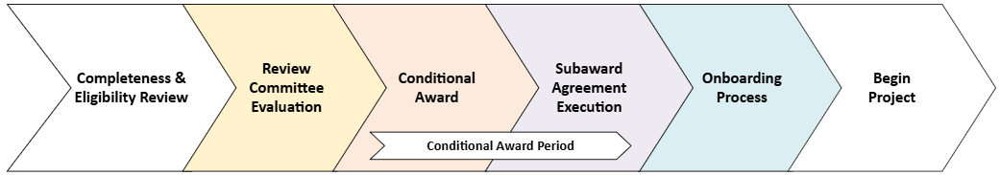 Completeness &
Eligibility Review
Review
Committee
Evaluation
Conditional
Award
Subaward
Agreement
Execution
Onboarding
Process
Begin
Project
Conditional Award Period